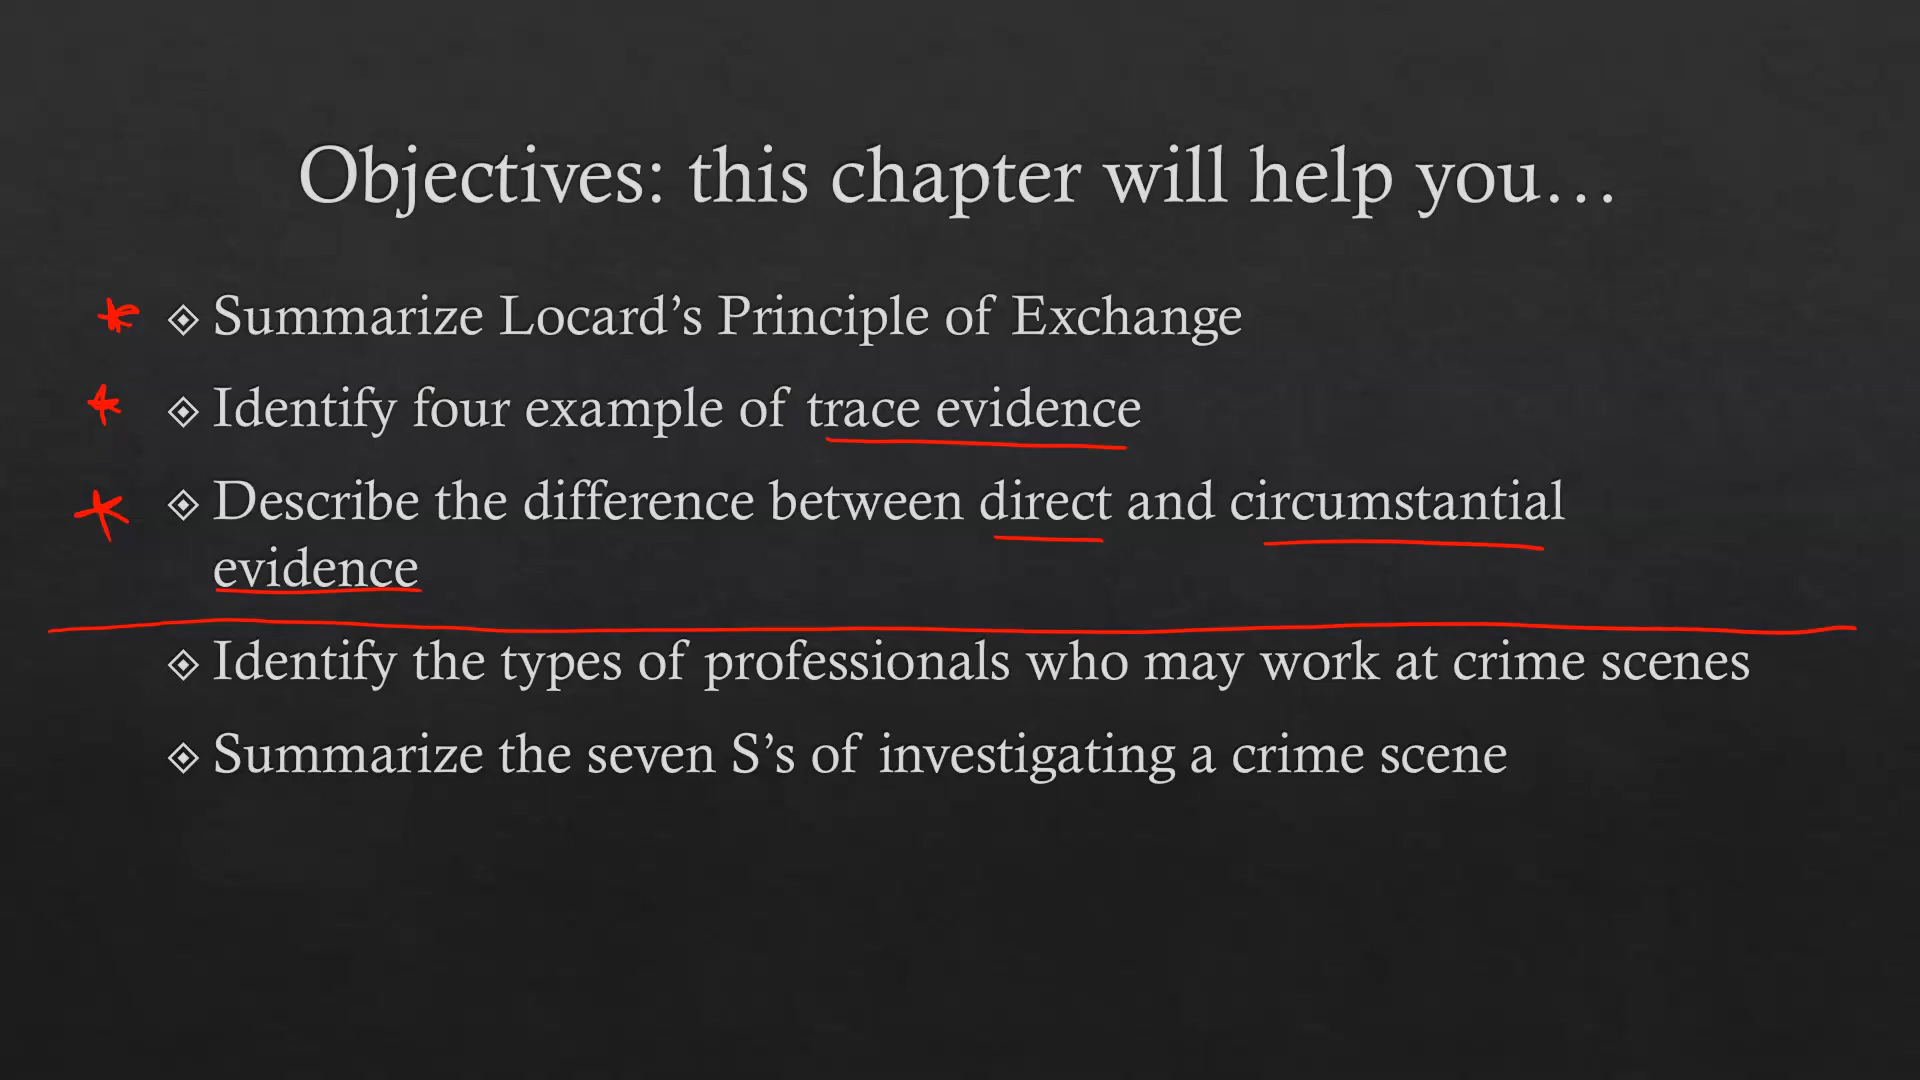 Objectives: this chapter will help you…
Summarize Locard’s Principle of Exchange
Identify four example of trace evidence
Describe the difference between direct and circumstantial
evidence
Identify the types of professionals who may work at crime scenes
Summarize the seven S’s of investigating a crime scene